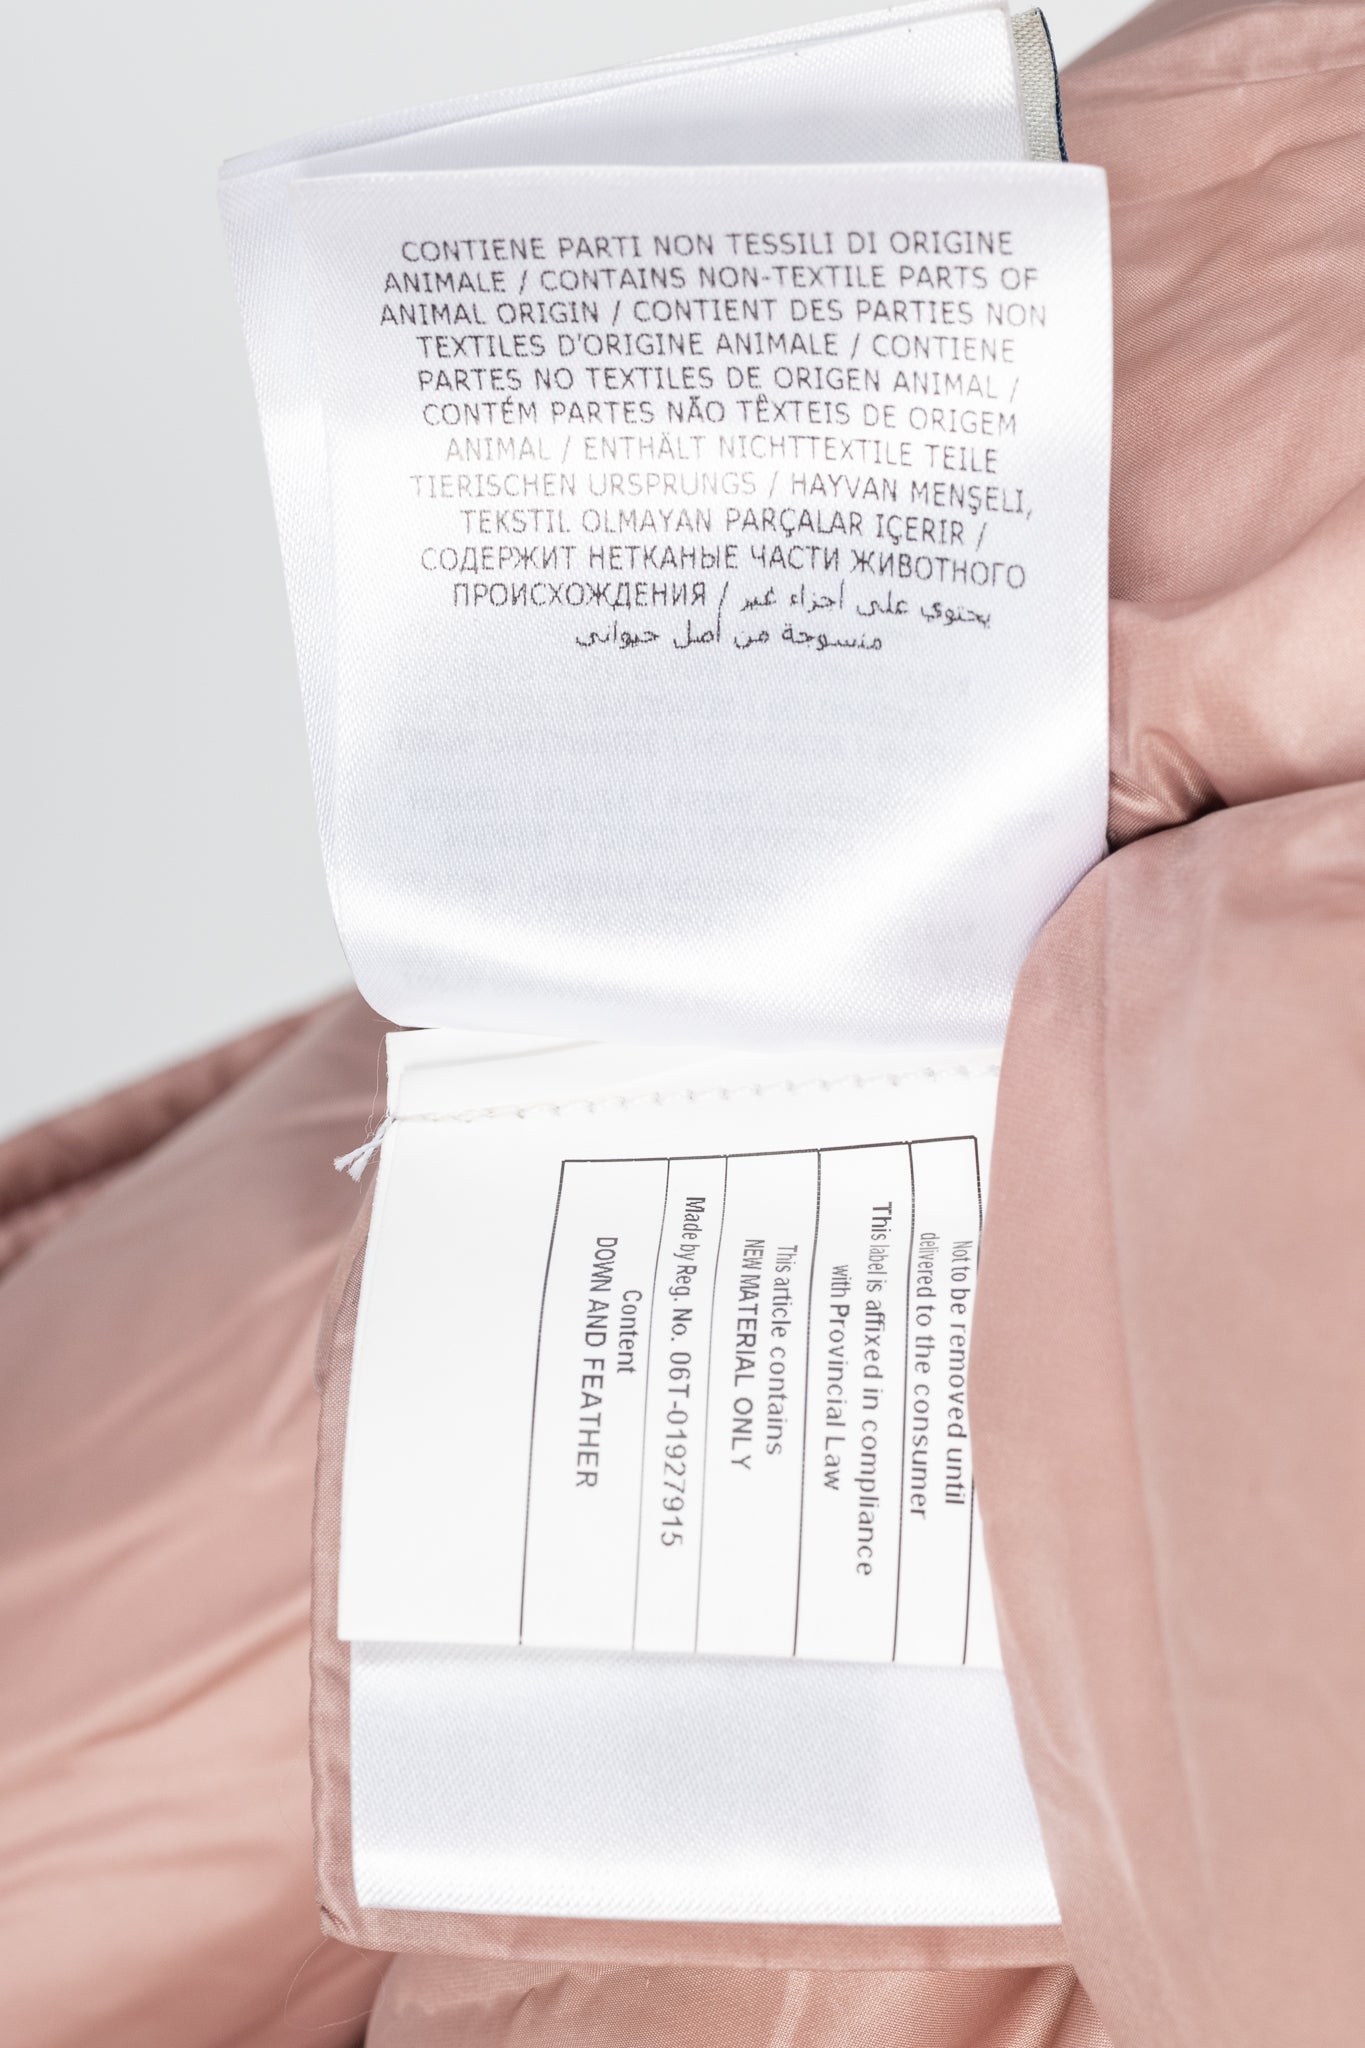 CONTIENE PARTI NON TESSILI DI ORIGINE
ANIMALE / CONTAINS NON-TEXTILE PARTS OF
ANIMAL ORIGIN / CONTIENT DES PARTIES NON
TEXTILES D'ORIGINE ANIMALE / CONTIENE
PARTES NO TEXTILES DE ORIGEN ANIMAL /
CONTÉM PARTES NÃO TÊXTEIS DE ORIGEM
ANIMAL / ENTHÄLT NICHTTEXTILE TEILE
TIERISCHEN URSPRUNGS / HAYVAN MENŞELI,
TEKSTIL OLMAYAN PARÇALAR IÇERIR /
СОДЕРЖИТ НЕТКАНЫЕ ЧАСТИ ЖИВОТНОГО
ПРОИСХОЖДЕНИЯ / يحتوي على أجزاء غير
منسوجة من أصل حيواني
Not to be removed until
delivered to the consumer
This label is affixed in compliance
with Provincial Law
This article contains
NEW MATERIAL ONLY
Made by Reg. No. 06T-01927915
Content
DOWN AND FEATHER